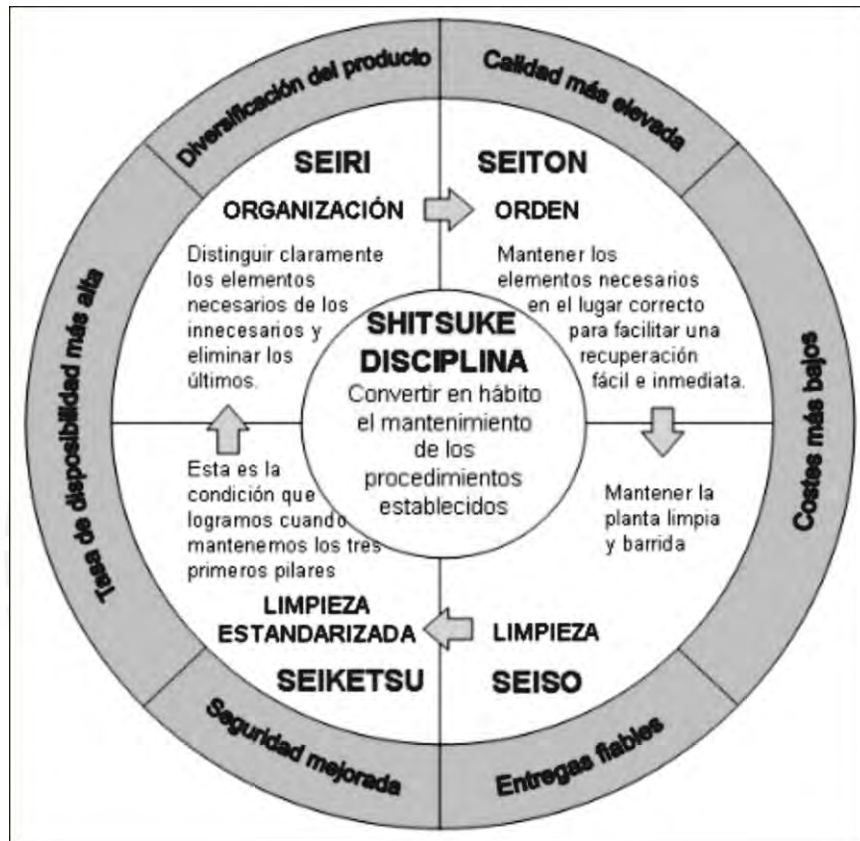 Diversificación del producto
Calidad más elevada
Costes más bajos
Entregas fiables
Seguridad mejorada
Tasa de disposibilidad más alta
SEIRI
ORGANIZACIÓN
Distinguir claramente
los elementos
necesarios de los
innecesarios y
eliminar los
últimos.
SEITON
ORDEN
Mantener los
elementos necesarios
en el lugar correcto
para facilitar una
recuperación
fácil e inmediata.
SHITSUKE
DISCIPLINA
Convertir en hábito
el mantenimiento
de los
procedimientos
establecidos
Mantener la
planta limpia
y barrida
LIMPIEZA
SEISO
Esta es la
condición que
logramos cuando
mantenemos los tres
primeros pilares
LIMPIEZA
ESTANDARIZADA
SEIKETSU